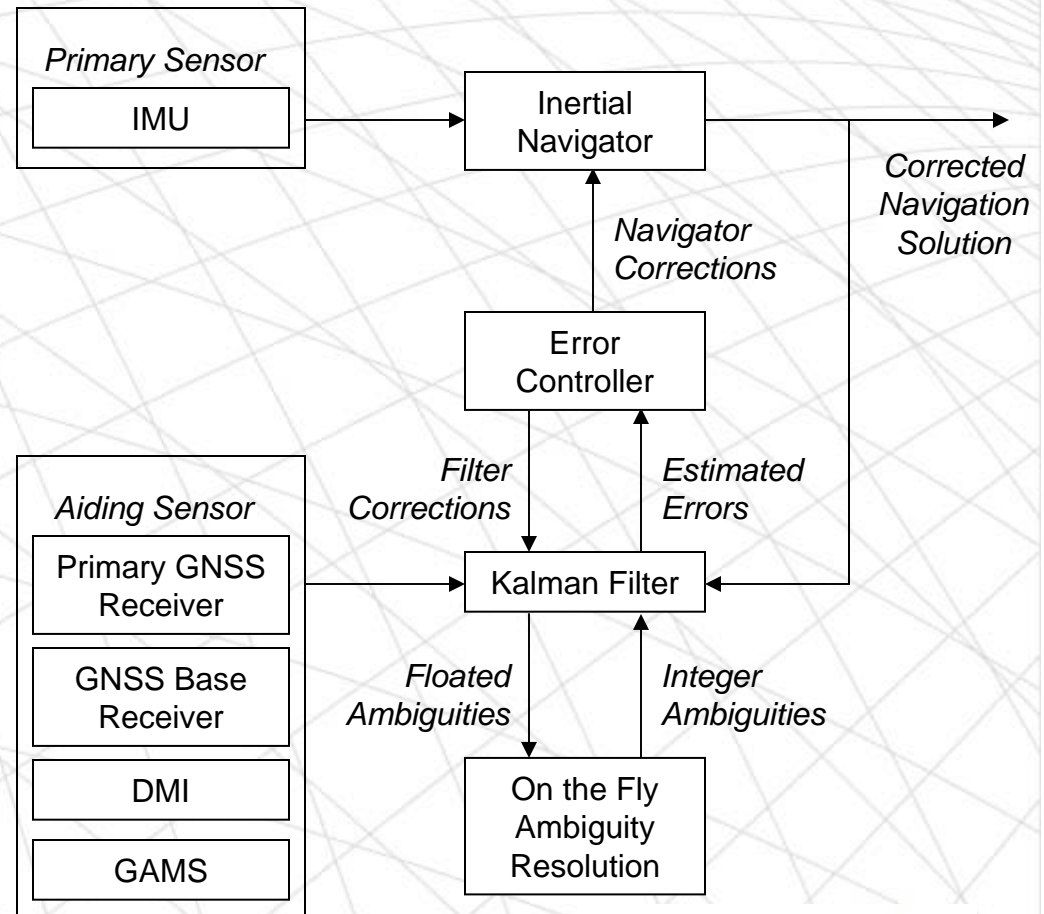 Primary Sensor
IMU
Inertial
Navigator
Corrected
Navigation
Solution
Navigator
Corrections
Error
Controller
Filter
Corrections
Estimated
Errors
Aiding Sensor
Primary GNSS
Receiver
Kalman Filter
GNSS Base
Receiver
Floated
Ambiguities
Integer
Ambiguities
DMI
On the Fly
Ambiguity
Resolution
GAMS